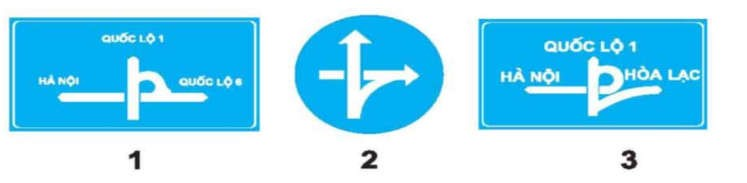 QUỐC LỘ 1
HÀ NỘI
QUỐC LỘ 6
QUỐC LỘ 1
HÀ NỘI
HÒA LẠC
1
2
3